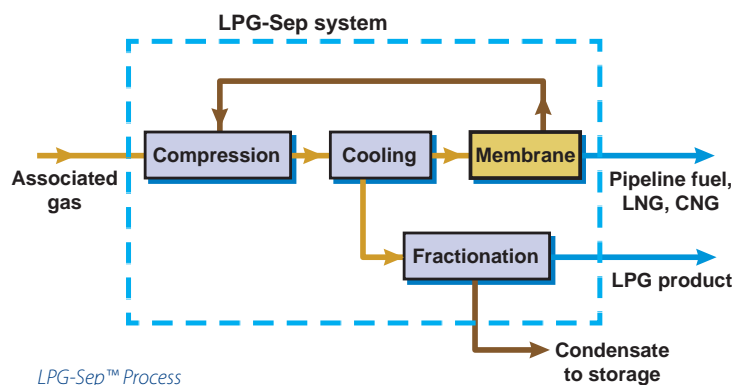 LPG-Sep system
Compression
Cooling
Membrane
Associated
gas
Pipeline fuel,
LNG, CNG
Fractionation
LPG product
Condensate
to storage
LPG-Sep™ Process